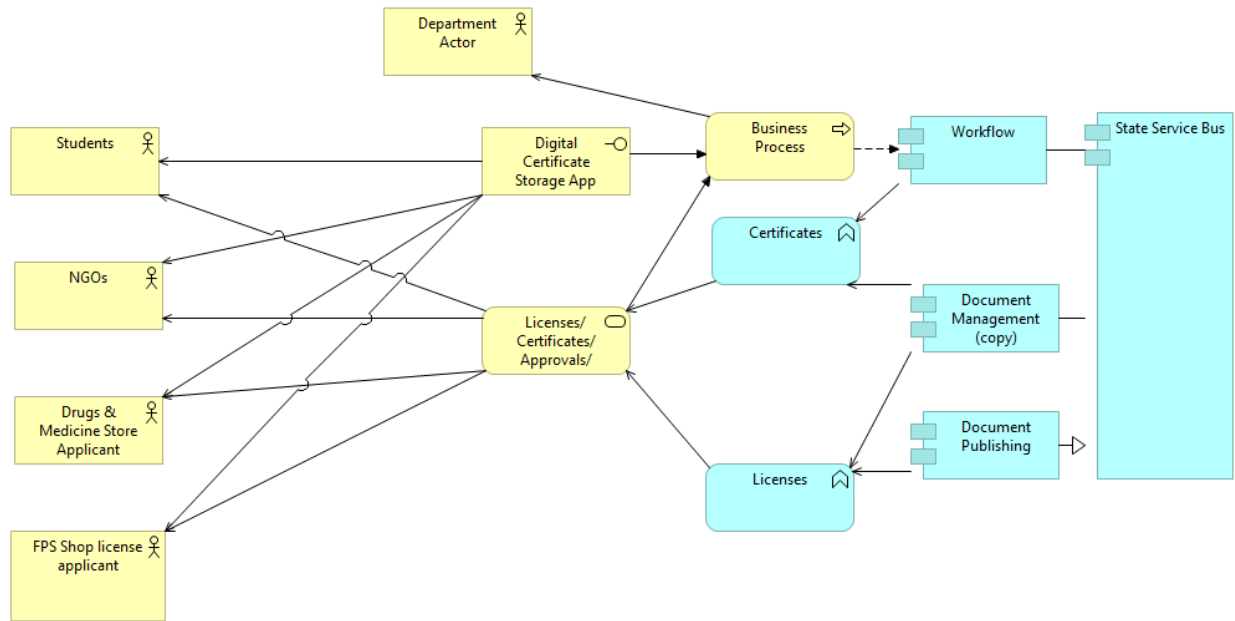 Department
Actor
Students
Digital
Certificate
Storage App
Business
Process
Workflow
State Service Bus
Certificates
NGOs
Licenses/
Certificates/
Approvals/
Document
Management
(copy)
Drugs &
Medicine Store
Applicant
Document
Publishing
Licenses
FPS Shop license
applicant